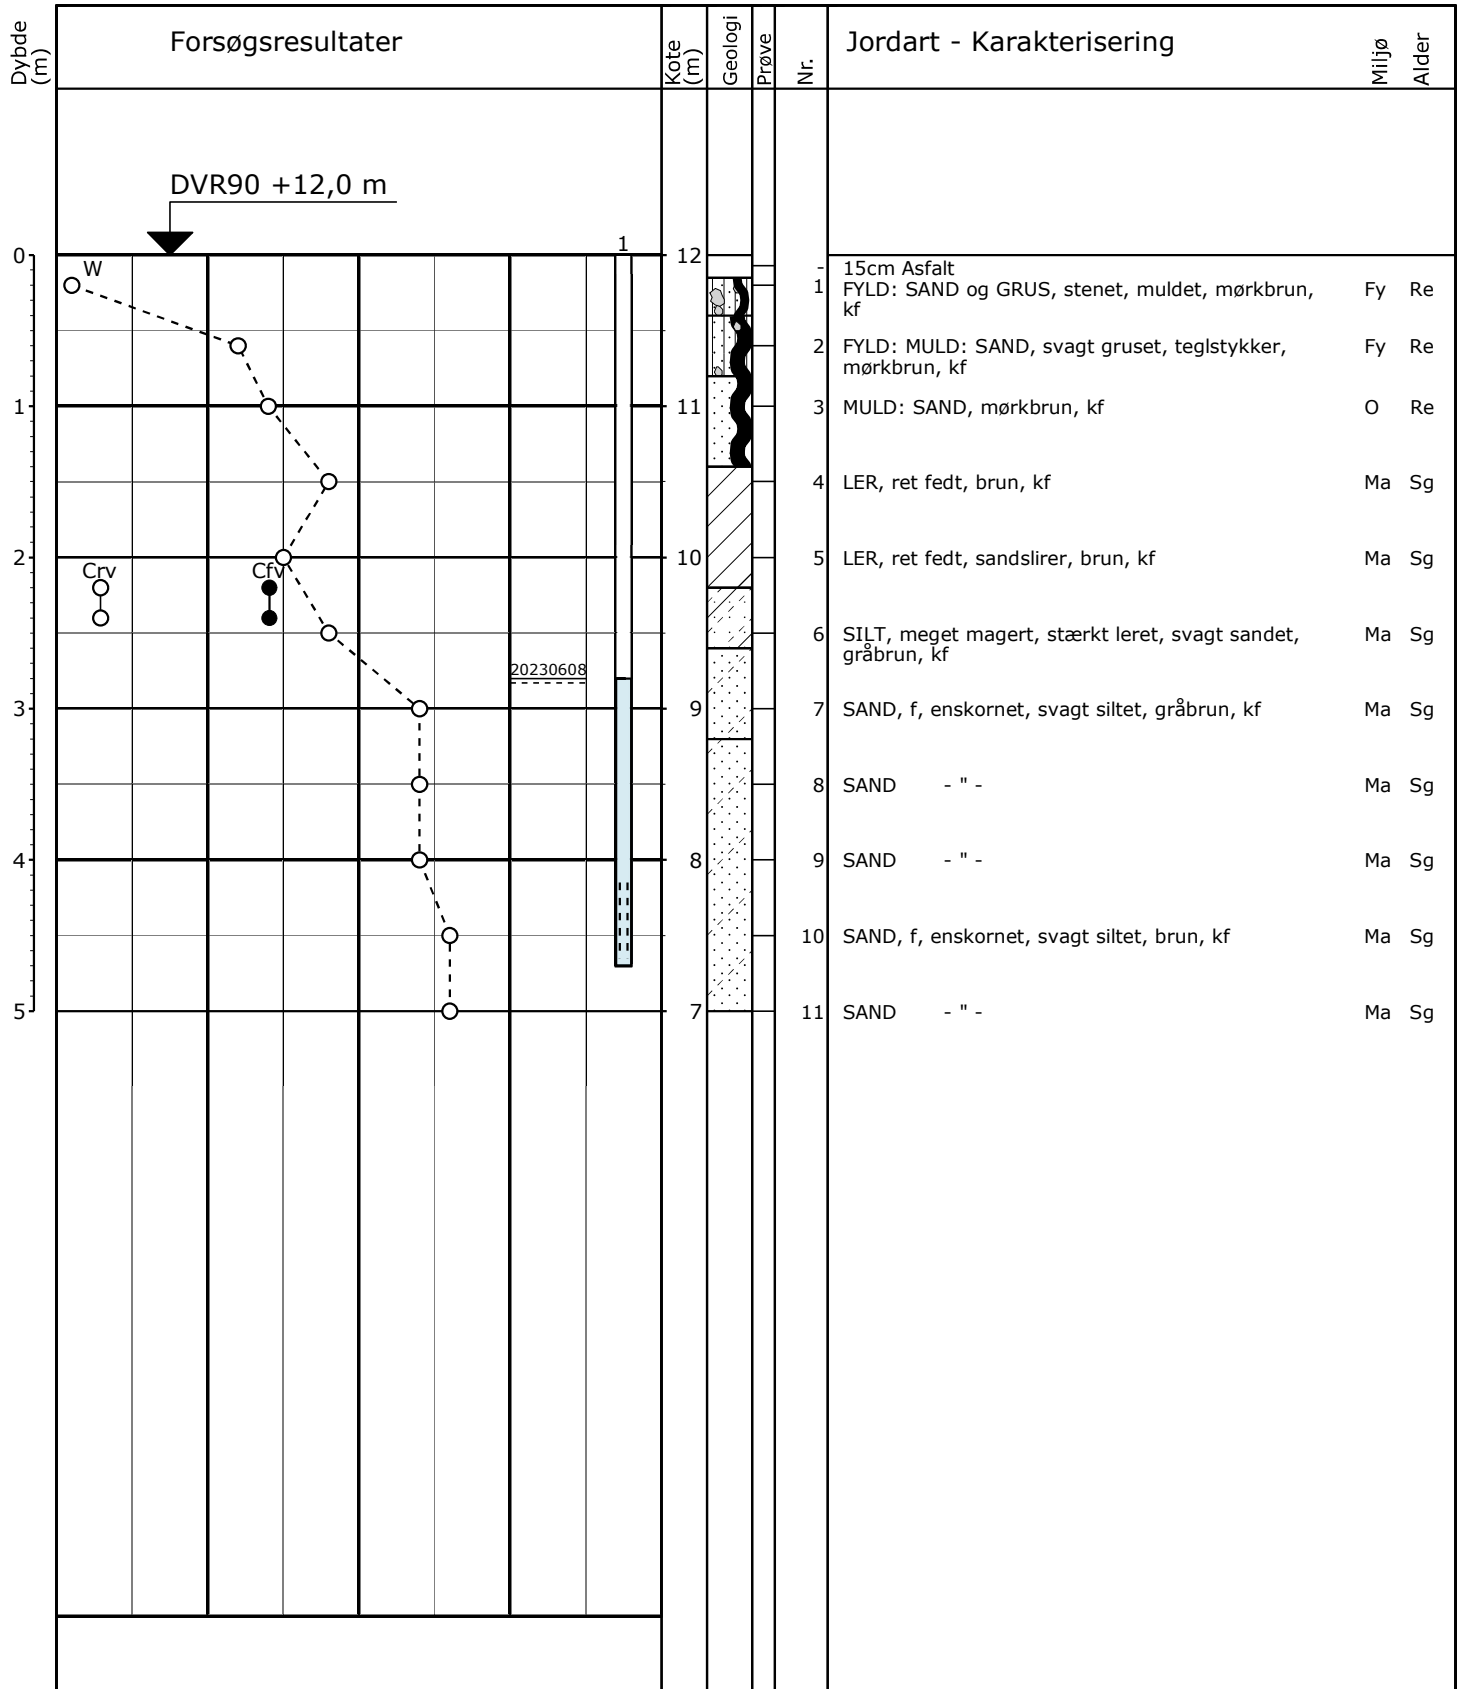 Dybde
(m)
Forsøgsresultater
Kote
(m)
Geologi
Prøve
Nr.
Jordart - Karakterisering
Miljø
Alder
DVR90 +12,0 m
1
0
12
W
- 15cm Asfalt
1 FYLD: SAND og GRUS, stenet, muldet, mørkbrun, Fy Re
kf
2 FYLD: MULD: SAND, svagt gruset, teglstykker, Fy Re
mørkbrun, kf
1 11 3 MULD: SAND, mørkbrun, kf O Re
4 LER, ret fedt, brun, kf Ma Sg
2 10 5 LER, ret fedt, sandslirer, brun, kf Ma Sg
Crv Cfv
6 SILT, meget magert, stærkt leret, svagt sandet, Ma Sg
gråbrun, kf
20230608
3 9 7 SAND, f, enskornet, svagt siltet, gråbrun, kf Ma Sg
8 SAND - " - Ma Sg
4 8 9 SAND - " - Ma Sg
10 SAND, f, enskornet, svagt siltet, brun, kf Ma Sg
5 7 11 SAND - " - Ma Sg